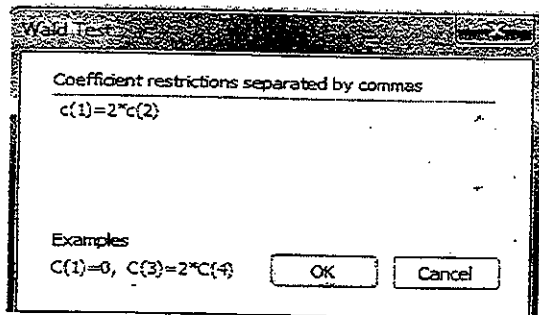 Wald Test
Coefficient restrictions separated by commas
c(1)=2*c(2)
Examples
C(1)=0, C(3)=2*C(4)
OK
Cancel